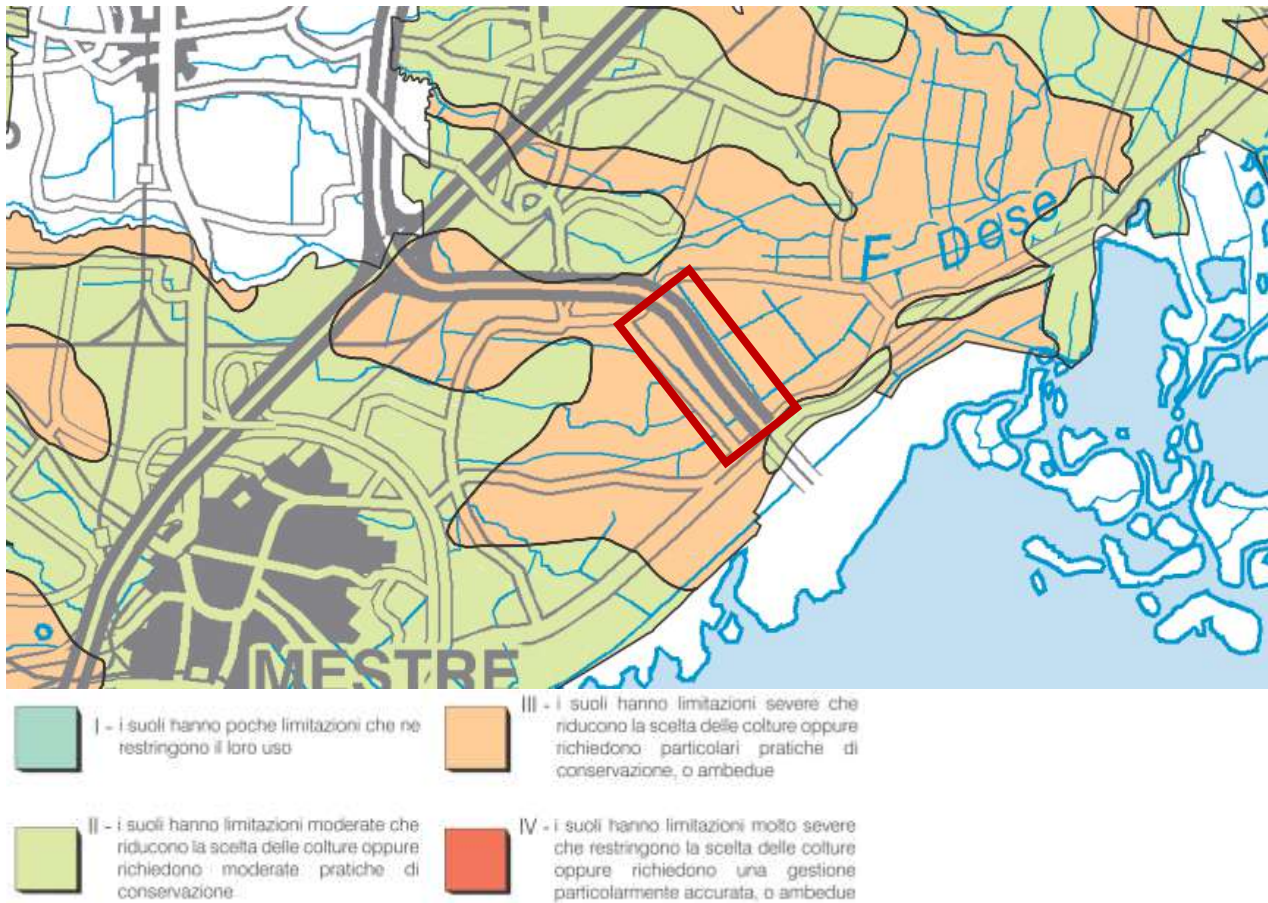 F. Dese
MESTRE
I - i suoli hanno poche limitazioni che ne
restringono il loro uso
II - i suoli hanno limitazioni moderate che
riducono la scelta delle colture oppure
richiedono moderate pratiche di
conservazione
III - i suoli hanno limitazioni severe che
riducono la scelta delle colture oppure
richiedono particolari pratiche di
conservazione, o ambedue
IV - i suoli hanno limitazioni molto severe
che restringono la scelta delle colture
oppure richiedono una gestione
particolarmente accurata, o ambedue